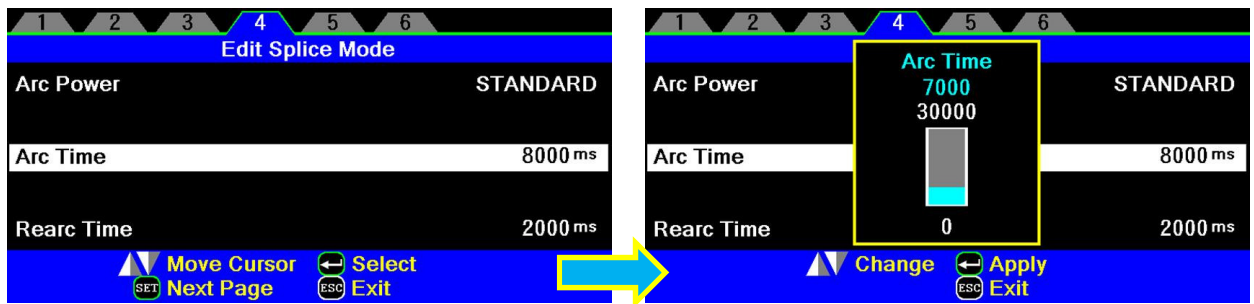 1 2 3 4 5 6
Edit Splice Mode
Arc Power STANDARD
Arc Time 8000 ms
Rearc Time 2000 ms
Move Cursor Select
SET Next Page ESC Exit
1 2 3 4 5 6
Arc Time
7000
30000
0
Arc Power STANDARD
Arc Time 8000 ms
Rearc Time 2000 ms
Change Apply
ESC Exit